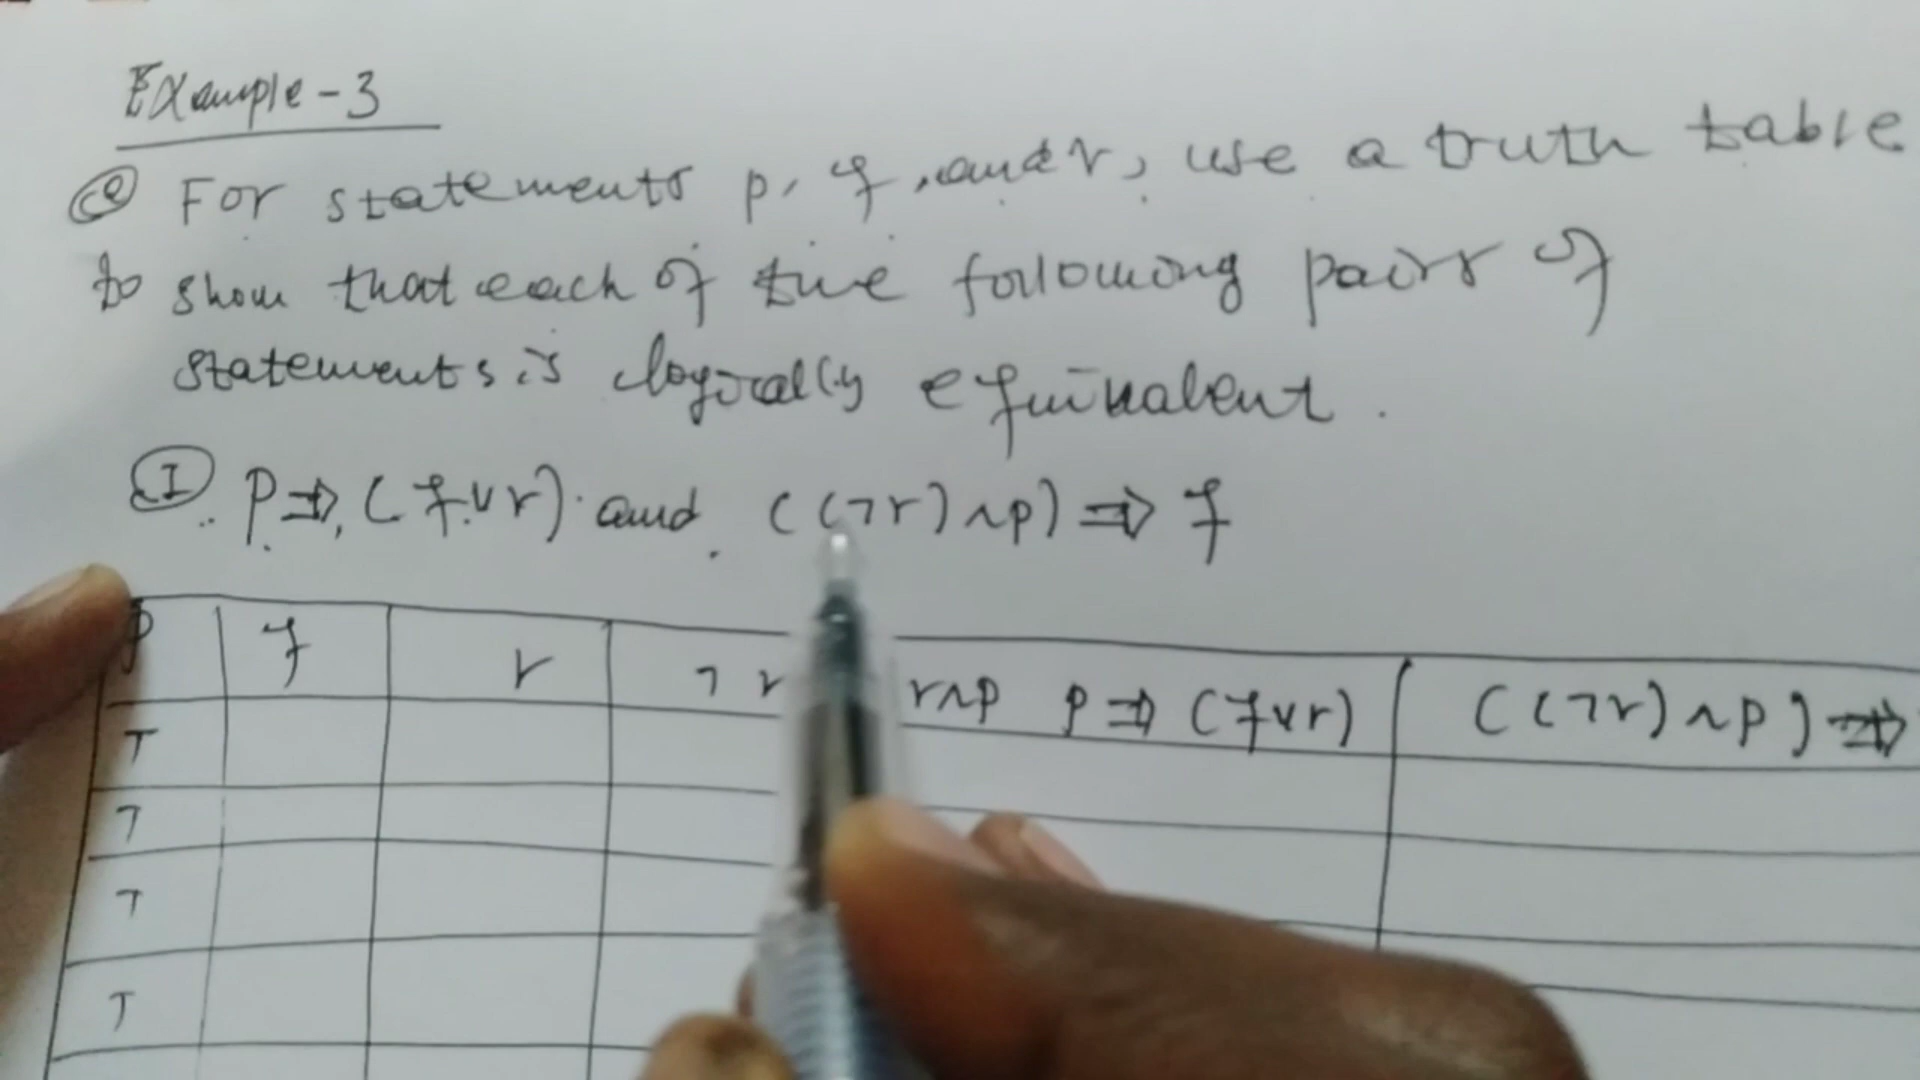 Example-3
(e) For statements p, q, and r, use a truth table
to show that each of the following pairs of
statements is logically equivalent.
(I) p⇒(q∨r) and ((¬r)∧p)⇒q
p q r ¬r r∧p p⇒(q∨r) ((¬r)∧p)⇒
T
T
T
T